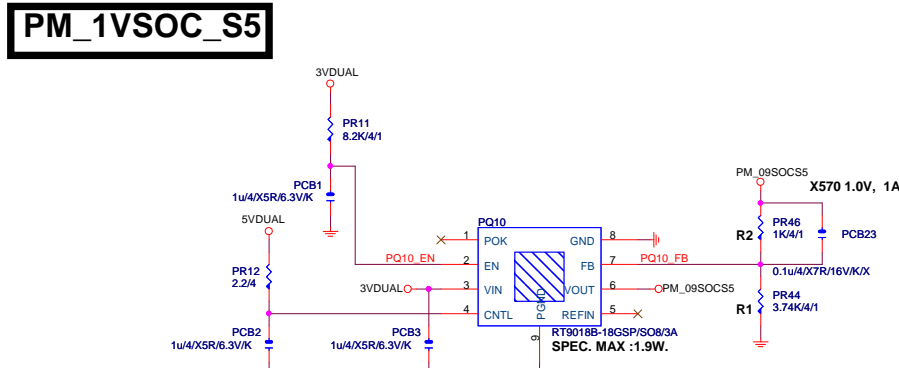 PM_1VSOC_S5
3VDUAL
PR11
8.2K/4/1
PCB1
1u/4/X5R/6.3V/K
5VDUAL
PR12
2.2/4
PCB2
1u/4/X5R/6.3V/K
3VDUAL
PCB3
1u/4/X5R/6.3V/K
PQ10_EN
PQ10
1 POK GND 8
2 EN FB 7
3 VIN VOUT 6
4 CNTL REFIN 5
PGND
9
RT9018B-18GSP/SO8/3A
SPEC. MAX :1.9W.
PQ10_FB
PM_09SOCS5
PM_09SOCS5
X570 1.0V, 1A
R2
PR46
1K/4/1
PCB23
0.1u/4/X7R/16V/K/X
R1
PR44
3.74K/4/1